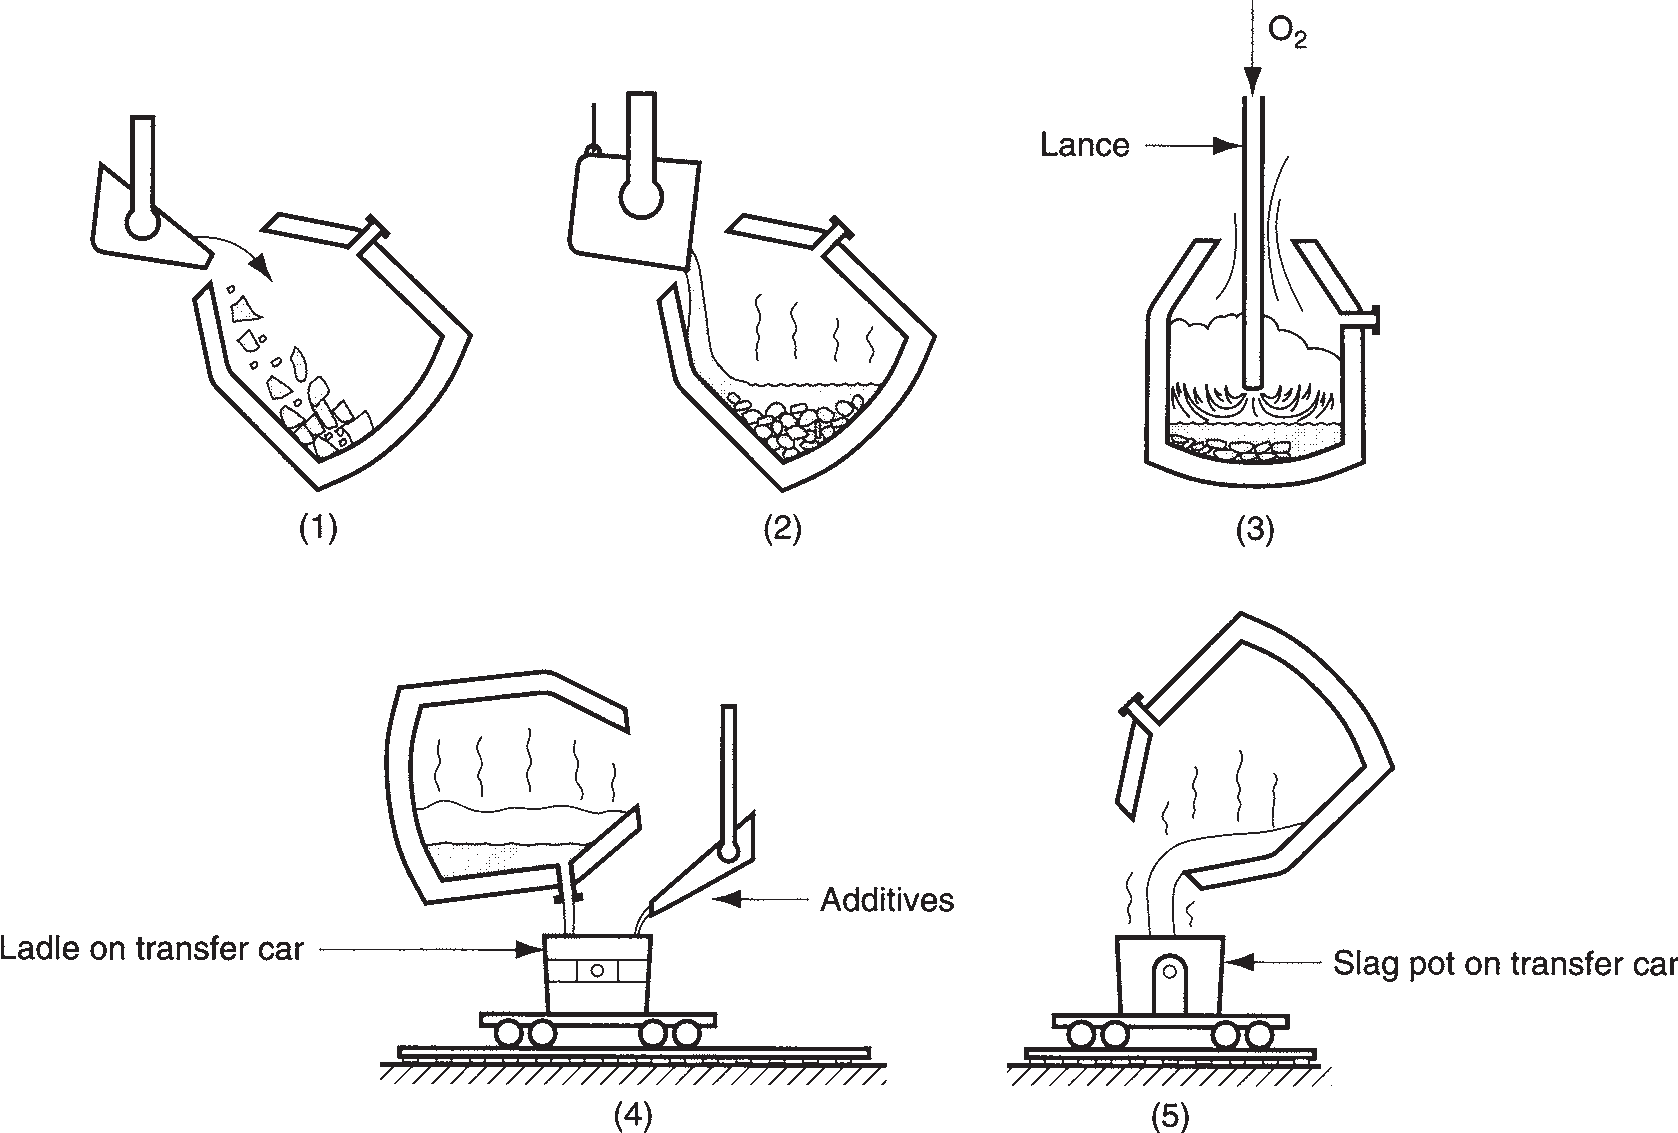 O₂
Lance
(1)
(2)
(3)
Additives
Ladle on transfer car
Slag pot on transfer car
(4)
(5)